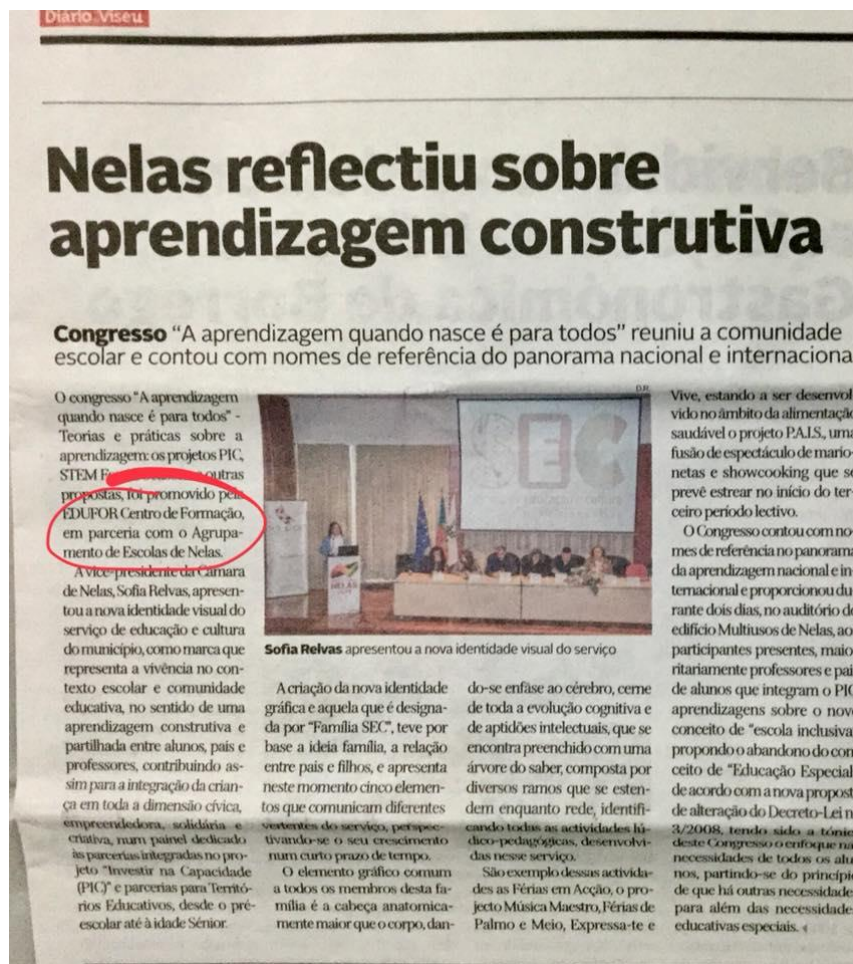 Diário Viseu
Nelas reflectiu sobre
aprendizagem construtiva
Congresso “A aprendizagem quando nasce é para todos” reuniu a comunidade
escolar e contou com nomes de referência do panorama nacional e internaciona
O congresso “A aprendizagem
quando nasce é para todos” -
Teorias e práticas sobre a
aprendizagem: os projetos PIC,
STEM outras
propostas, foi promovido pela
EDUFOR Centro de Formação,
em parceria com o Agrupa-
mento de Escolas de Nelas.
A vice-presidente da Câmara
de Nelas, Sofia Relvas, apresen-
tou a nova identidade visual do
serviço de educação e cultura
do município, como marca que
representa a vivência no con-
texto escolar e comunidade
educativa, no sentido de uma
aprendizagem construtiva e
partilhada entre alunos, pais e
professores, contribuindo as-
sim para a integração da crian-
ça em toda a dimensão cívica,
empreendedora, solidária e
criativa, num painel dedicado
às parcerias integradas no pro-
jeto “Investir na Capacidade
(PIC)” e parcerias para Territó-
rios Educativos, desde o pré-
escolar até à idade Sénior.
D.R.
SEC
NELAS
Sofia Relvas apresentou a nova identidade visual do serviço
A criação da nova identidade
gráfica e aquela que é designa-
da por “Família SEC”, teve por
base a ideia família, a relação
entre pais e filhos, e apresenta
neste momento cinco elemen-
tos que comunicam diferentes
vertentes do serviço, perspec-
tivando-se o seu crescimento
num curto prazo de tempo.
O elemento gráfico comum
a todos os membros desta fa-
mília é a cabeça anatomica-
mente maior que o corpo, dan-
do-se enfâse ao cérebro, cerne
de toda a evolução cognitiva e
de aptidões intelectuais, que se
encontra preenchido com uma
árvore do saber, composta por
diversos ramos que se esten-
dem enquanto rede, identifi-
cando todas as actividades lú-
dico-pedagógicas, desenvolvi-
das nesse serviço.
São exemplo dessas activida-
des as Férias em Acção, o pro-
jecto Música Maestro, Férias de
Palmo e Meio, Expressa-te e
Vive, estando a ser desenvol
vido no âmbito da alimentação
saudável o projeto P.A.I.S., uma
fusão de espectáculo de mario-
netas e showcooking que se
prevê estrear no início do ter-
ceiro período lectivo.
O Congresso contou com no-
mes de referência no panorama
da aprendizagem nacional e in-
ternacional e proporcionou du-
rante dois dias, no auditório do
edifício Multiusos de Nelas, ao
participantes presentes, maio
ritariamente professores e pai
de alunos que integram o PIC
aprendizagens sobre o novo
conceito de “escola inclusiva
propondo o abandono do con
ceito de “Educação Especial
de acordo com a nova propost
de alteração do Decreto-Lei n
3/2008, tendo sido a tónic
deste Congresso o enfoque na
necessidades de todos os alu
nos, partindo-se do princípi
de que há outras necessidade
para além das necessidade
educativas especiais.